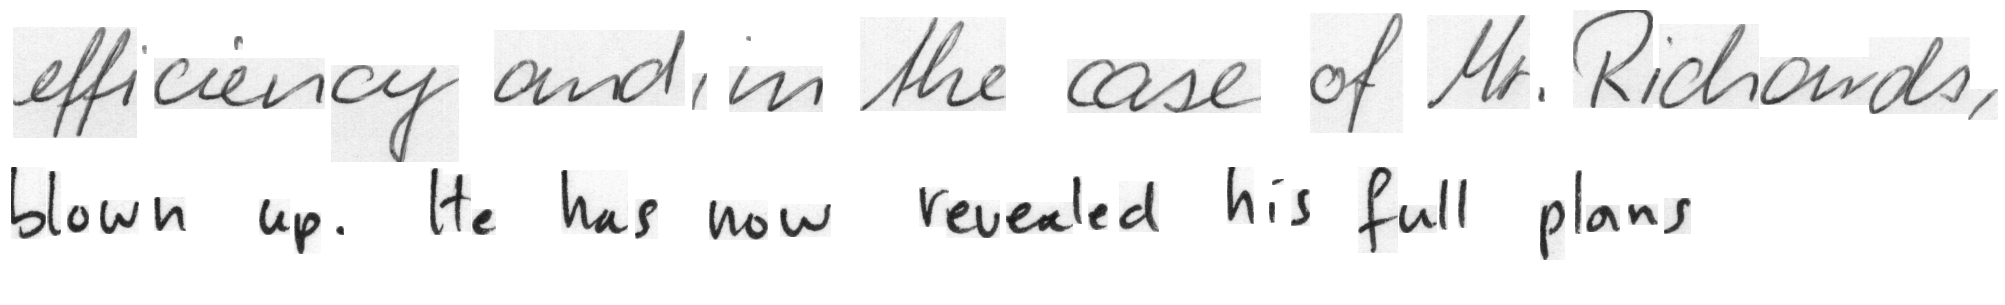 efficiency and, in the case of Mr. Richards,
blown up. He has now revealed his full plans